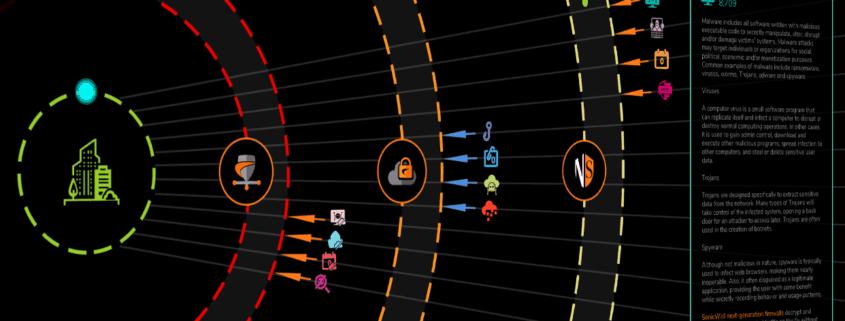 8,709
Malware includes all software written with malicious
executable code to secretly manipulate, alter, disrupt
and/or damage victims' systems. Malware attacks
may target individuals or organizations for social,
political, economic and/or monetization purposes.
Common examples of malware include ransomware,
viruses, worms, Trojans, adware and spyware.
Viruses
A computer virus is a small software program that
can replicate itself and infect a computer to disrupt or
destroy normal computing operations. In other cases
it is used to gain admin control, download and
execute other malicious programs, spread infection to
other computers, and steal or delete sensitive user
data.
Trojans
Trojans are designed specifically to extract sensitive
data from the network. Many types of Trojans will
take control of the infected system, opening a back
door for an attacker to access later. Trojans are often
used in the creation of botnets.
Spyware
Although not malicious in nature, spyware is typically
used to infect web browsers, making them nearly
inoperable. Also, it often disguised as a legitimate
application, providing the user with some benefit
while secretly recording behavior and usage patterns.
SonicWall next-generation firewalls decrypt and